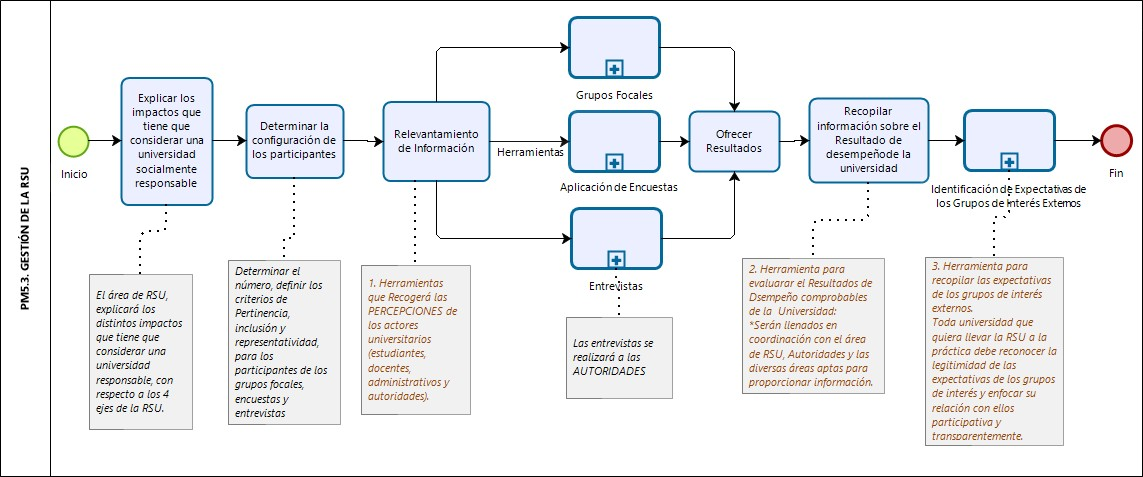 PM5.3. GESTIÓN DE LA RSU
Inicio
Explicar los
impactos que
tiene que
considerar una
universidad
socialmente
responsable
Determinar la
configuración de
los participantes
Relevantamiento
de Información
Herramientas
Grupos Focales
Aplicación de Encuestas
Entrevistas
Ofrecer
Resultados
Recopilar
información sobre el
Resultado de
desempeñode la
universidad
Identificación de Expectativas de
los Grupos de Interés Externos
Fin
El área de RSU,
explicará los
distintos impactos
que tiene que
considerar una
universidad
responsable, con
respecto a los 4
ejes de la RSU.
Determinar el
número, definir los
criterios de
Pertinencia,
inclusión y
representatividad,
para los
participantes de los
grupos focales,
encuestas y
entrevistas
1. Herramientas
que Recogerá las
PERCEPCIONES de
los actores
universitarios
(estudiantes,
docentes,
administrativos y
autoridades).
Las entrevistas se
realizará a las
AUTORIDADES
2. Herramienta para
evaluarar el Resultados de
Dsempeño comprobables
de la Universidad:
*Serán llenados en
coordinación con el área
de RSU, Autoridades y las
diversas áreas aptas para
proporcionar información.
3. Herramienta para
recopilar las expectativas
de los grupos de interés
externos.
Toda universidad que
quiera llevar la RSU a la
práctica debe reconocer la
legitimidad de las
expectativas de los grupos
de interés y enfocar su
relación con ellos
participativa y
transparentemente.